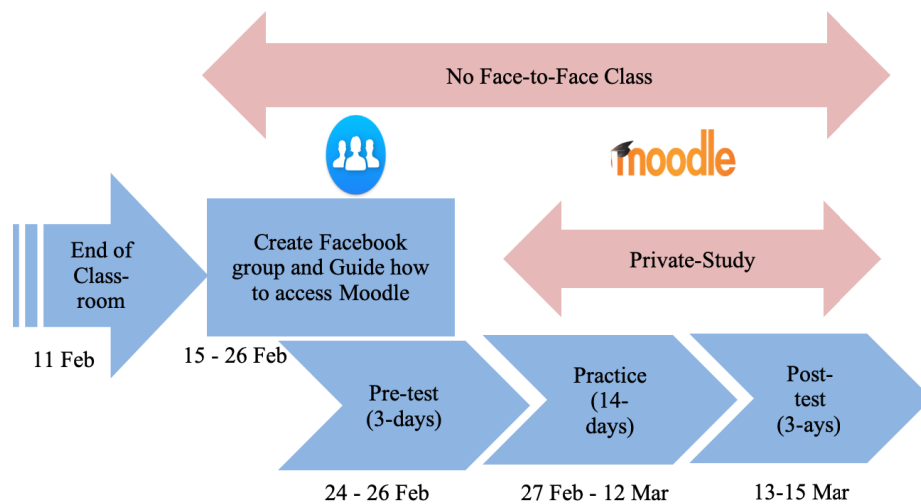 No Face-to-Face Class
moodle
End of
Class-
room
Create Facebook
group and Guide how
to access Moodle
Private-Study
11 Feb
15 - 26 Feb
Pre-test
(3-days)
Practice
(14-
days)
Post-
test
(3-ays)
24 - 26 Feb
27 Feb - 12 Mar
13-15 Mar